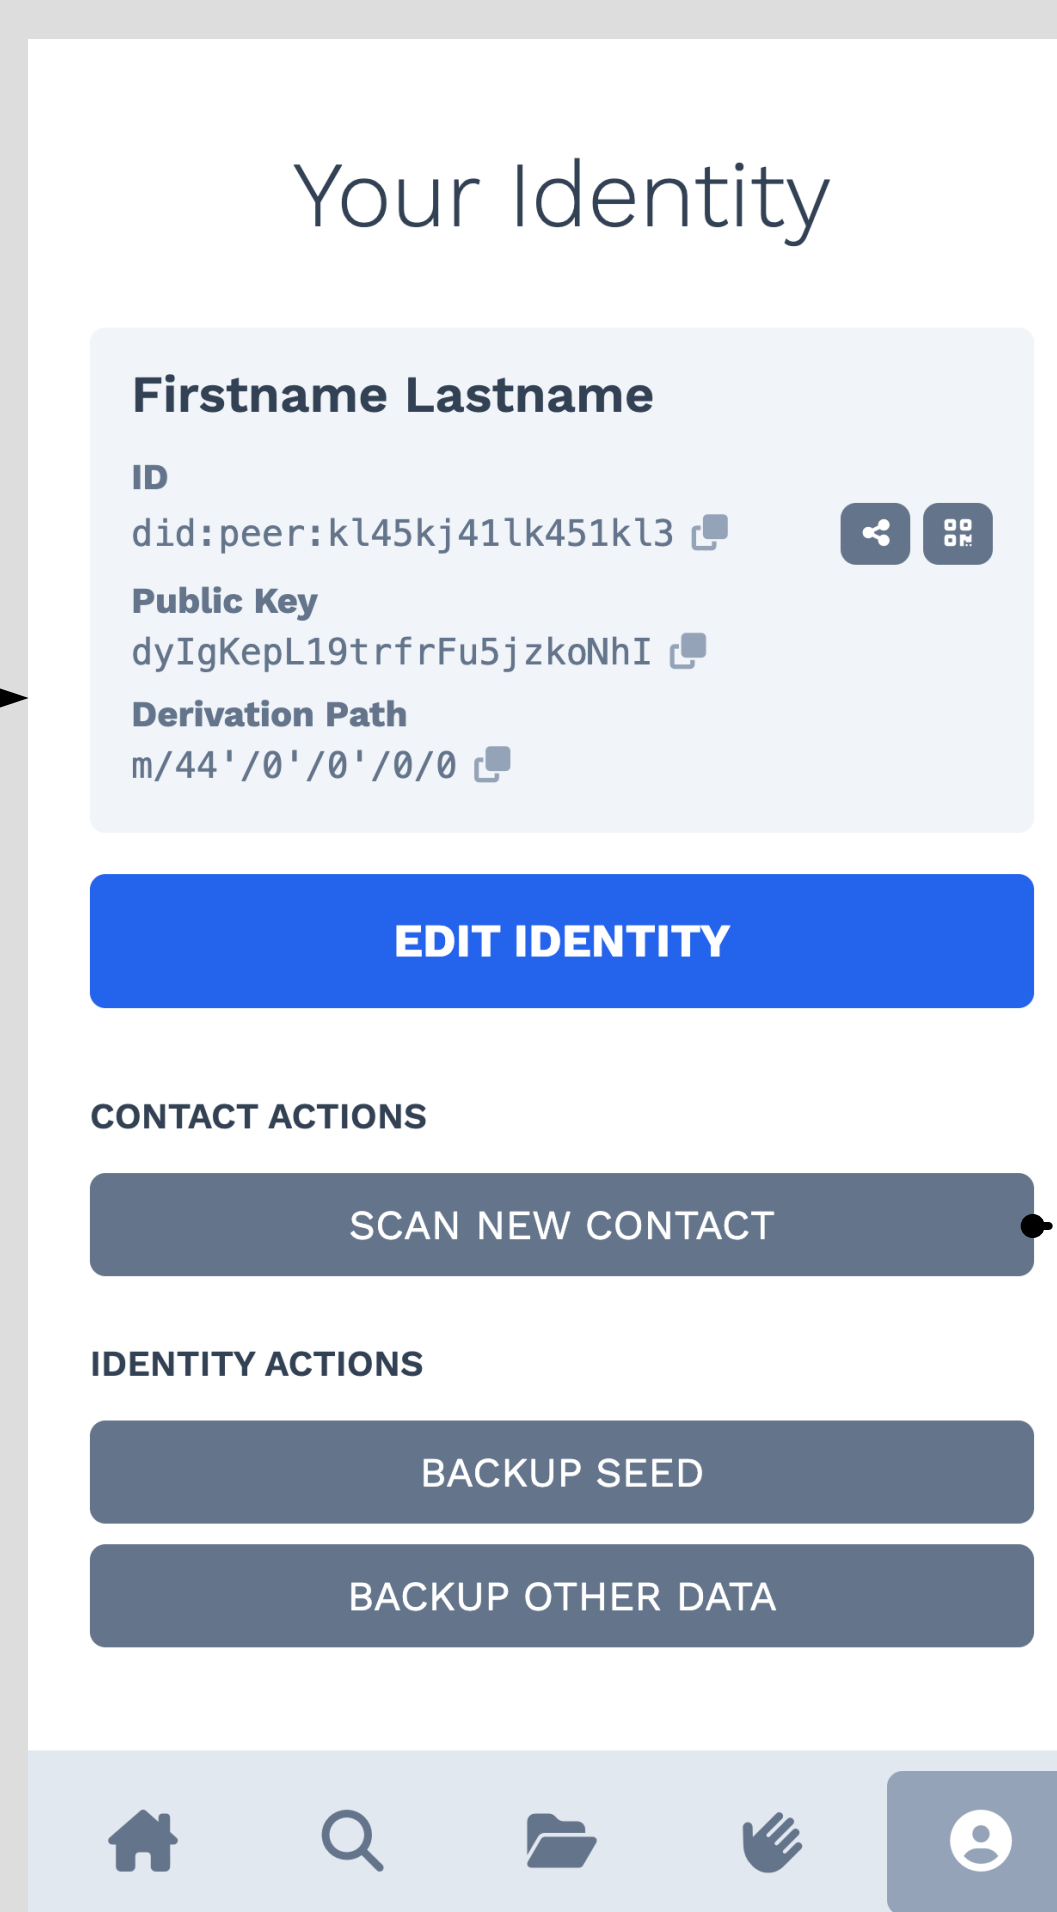 Your Identity
Firstname Lastname
ID
did:peer:kl45kj41lk451kl3
Public Key
dyIgKepL19trfrFu5jzkoNhI
Derivation Path
m/44'/0'/0'/0/0
EDIT IDENTITY
CONTACT ACTIONS
SCAN NEW CONTACT
IDENTITY ACTIONS
BACKUP SEED
BACKUP OTHER DATA